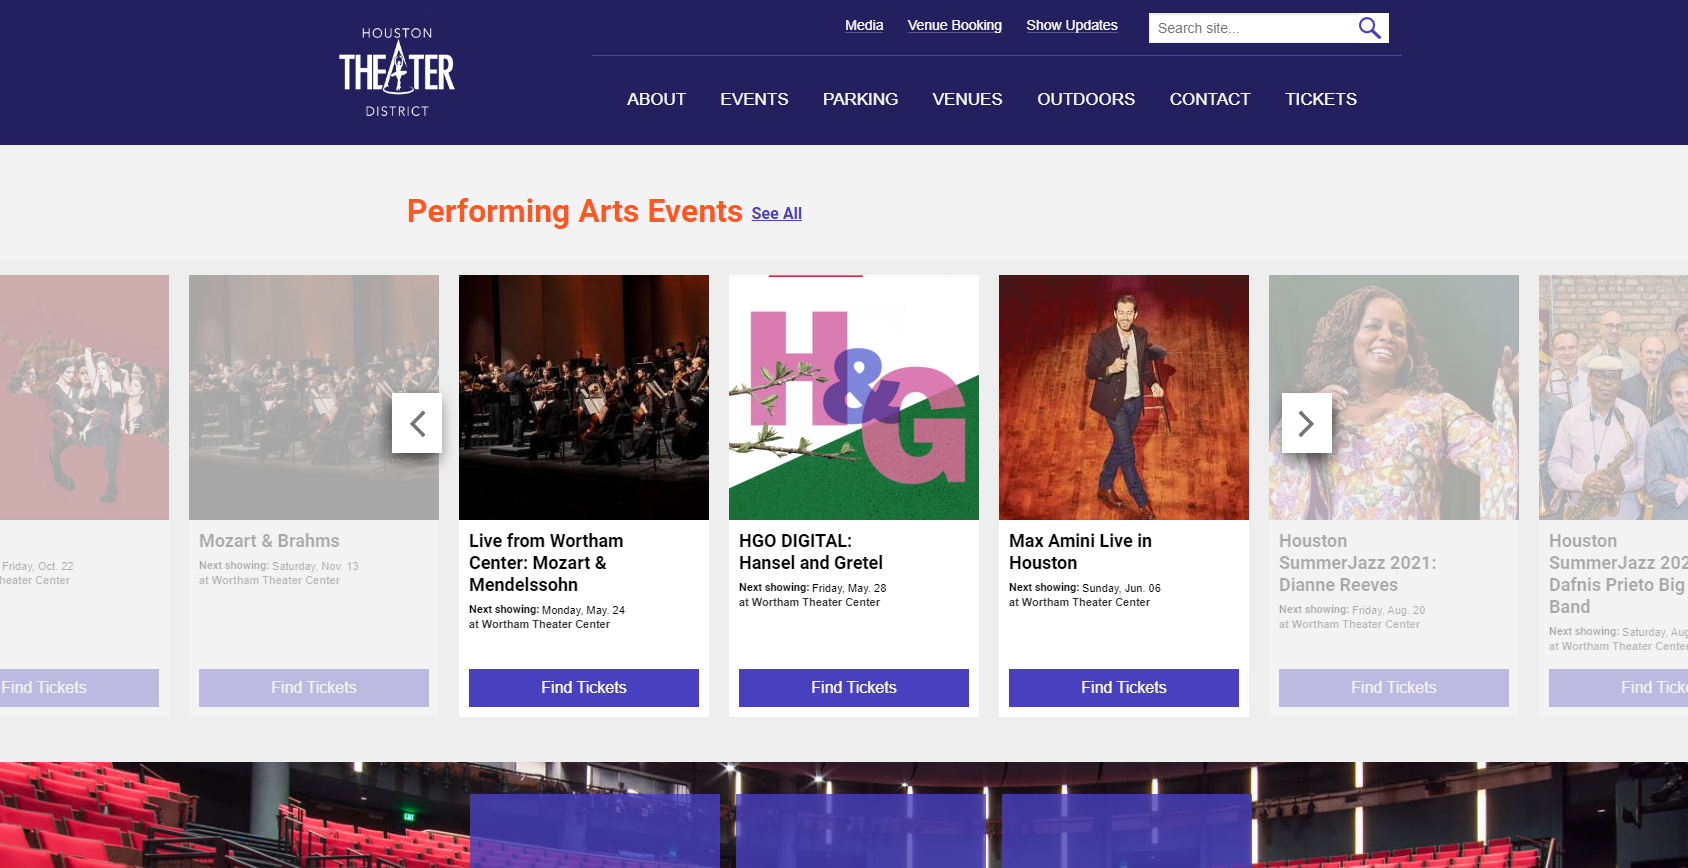 HOUSTON
THEATER
DISTRICT
Media
Venue Booking
Show Updates
Search site...
ABOUT
EVENTS
PARKING
VENUES
OUTDOORS
CONTACT
TICKETS
Performing Arts Events See All
Friday, Oct. 22
heater Center
Find Tickets
Mozart & Brahms
Next showing: Saturday, Nov. 13
at Wortham Theater Center
Find Tickets
Live from Wortham
Center: Mozart &
Mendelssohn
Next showing: Monday, May. 24
at Wortham Theater Center
Find Tickets
H&G
HGO DIGITAL:
Hansel and Gretel
Next showing: Friday, May. 28
at Wortham Theater Center
Find Tickets
Max Amini Live in
Houston
Next showing: Sunday, Jun. 06
at Wortham Theater Center
Find Tickets
Houston
SummerJazz 2021:
Dianne Reeves
Next showing: Friday, Aug. 20
at Wortham Theater Center
Find Tickets
Houston
SummerJazz 202
Dafnis Prieto Big
Band
Next showing: Saturday, Aug
at Wortham Theater Center
Find Ticke